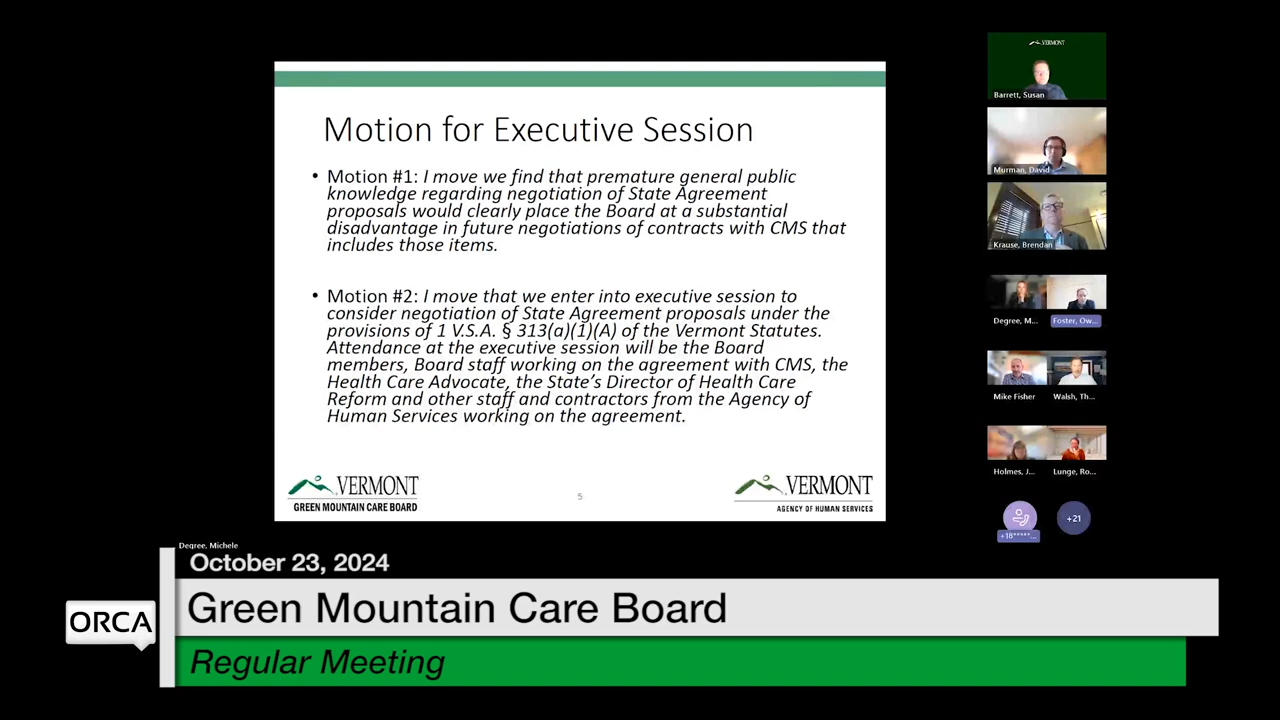 Motion for Executive Session
• Motion #1: I move we find that premature general public
knowledge regarding negotiation of State Agreement
proposals would clearly place the Board at a substantial
disadvantage in future negotiations of contracts with CMS that
includes those items.
• Motion #2: I move that we enter into executive session to
consider negotiation of State Agreement proposals under the
provisions of 1 V.S.A. § 313(a)(1)(A) of the Vermont Statutes.
Attendance at the executive session will be the Board
members, Board staff working on the agreement with CMS, the
Health Care Advocate, the State's Director of Health Care
Reform and other staff and contractors from the Agency of
Human Services working on the agreement.
VERMONT
GREEN MOUNTAIN CARE BOARD
5
VERMONT
AGENCY OF HUMAN SERVICES
VERMONT
Barrett, Susan
Murman, David
Krause, Brendan
Degree, M...
Foster, Ow...
Mike Fisher
Walsh, Th...
Holmes, J...
Lunge, Ro...
+21
Degree, Michele
October 23, 2024
ORCA
Green Mountain Care Board
Regular Meeting